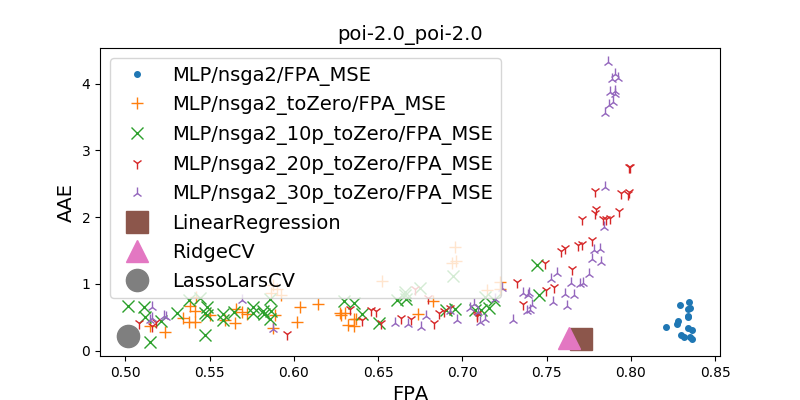 poi-2.0_poi-2.0
MLP/nsga2/FPA_MSE
MLP/nsga2_toZero/FPA_MSE
MLP/nsga2_10p_toZero/FPA_MSE
MLP/nsga2_20p_toZero/FPA_MSE
MLP/nsga2_30p_toZero/FPA_MSE
LinearRegression
RidgeCV
LassoLarsCV
AAE
4
3
2
1
0
0.50 0.55 0.60 0.65 0.70 0.75 0.80 0.85
FPA